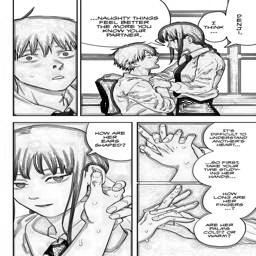 DENJI,
I
THINK
...
...NAUGHTY THINGS
FEEL BETTER
THE MORE YOU
KNOW YOUR
PARTNER.
IT'S
DIFFICULT TO
UNDERSTAND
ANOTHER'S
HEART...
...SO FIRST,
TAKE YOUR
TIME STUDY-
ING HER
HANDS...
HOW
LONG ARE
HER
FINGERS
...?
ARE HER
PALMS
COLD? OR
WARM?
HOW ARE
HER
EARS
SHAPED?